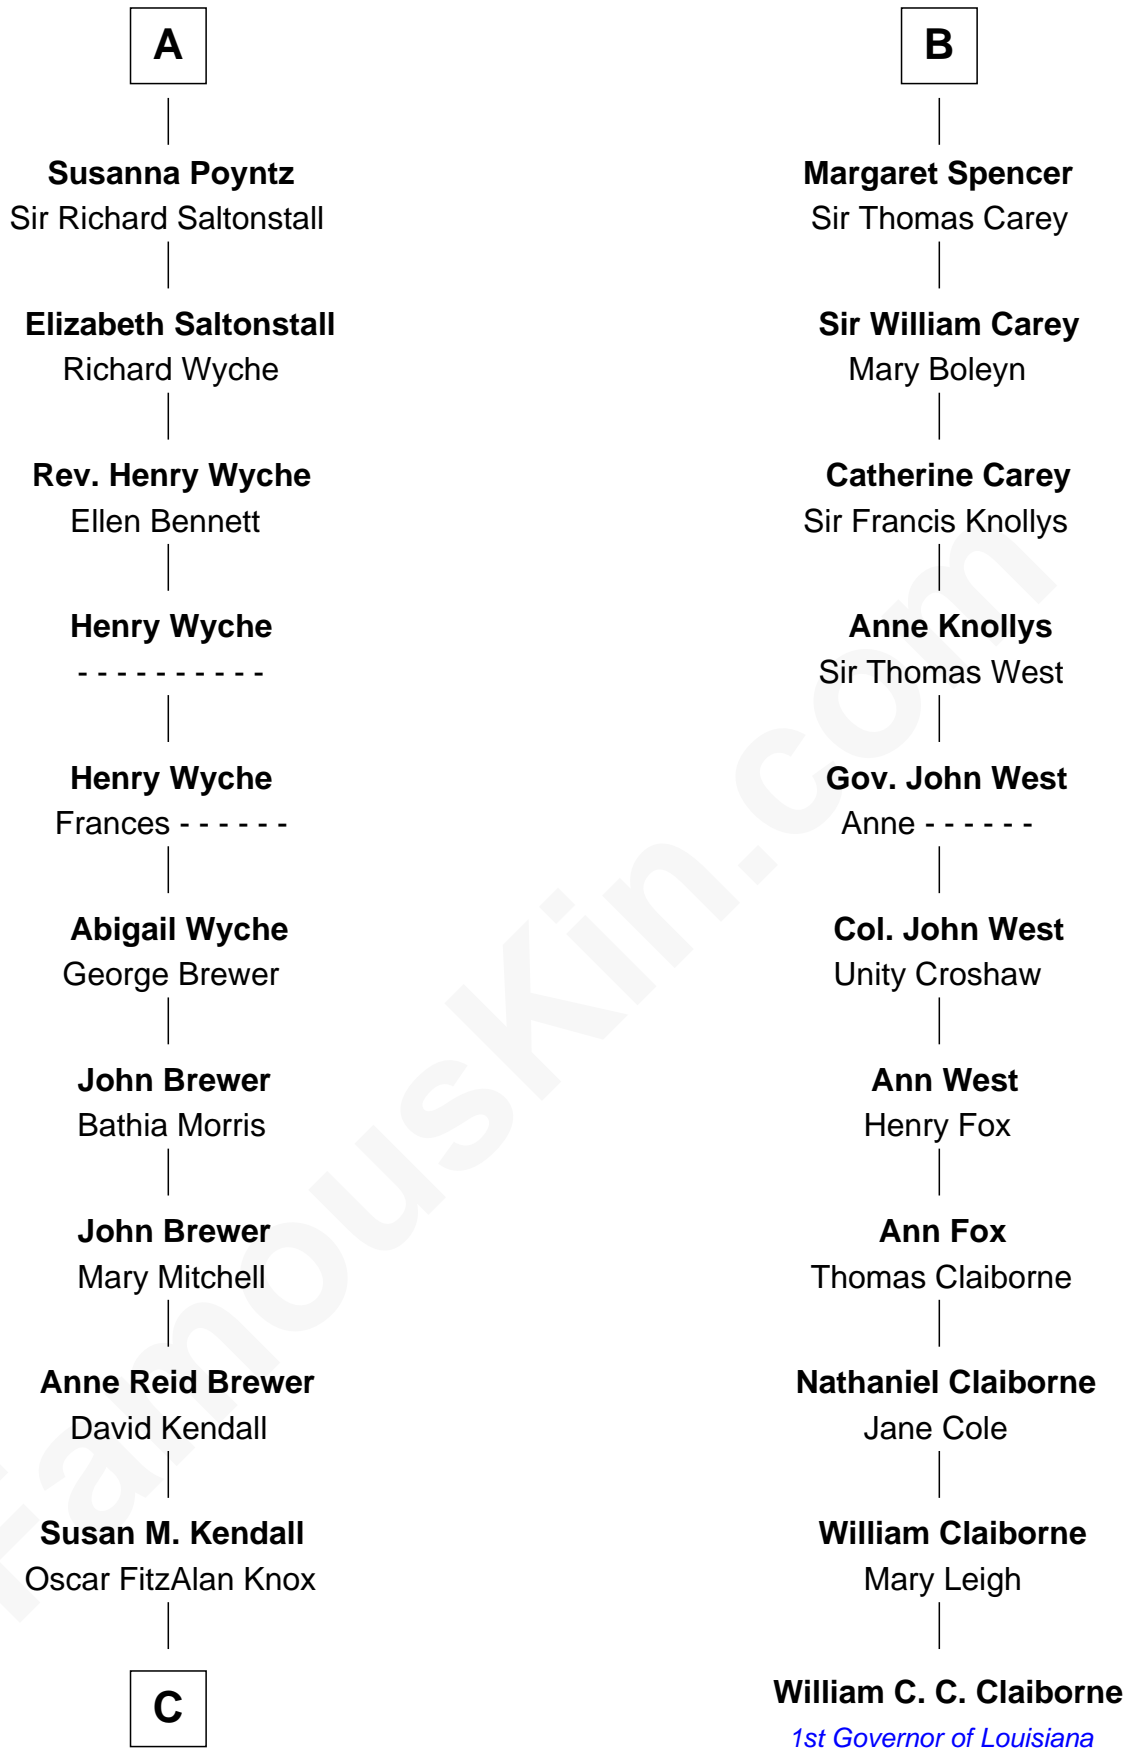 A
Susanna Poyntz
Sir Richard Saltonstall
Elizabeth Saltonstall
Richard Wyche
Rev. Henry Wyche
Ellen Bennett
Henry Wyche
- - - - - - - - - -
Henry Wyche
Frances - - - - - -
Abigail Wyche
George Brewer
John Brewer
Bathia Morris
John Brewer
Mary Mitchell
Anne Reid Brewer
David Kendall
Susan M. Kendall
Oscar FitzAlan Knox
C
B
Margaret Spencer
Sir Thomas Carey
Sir William Carey
Mary Boleyn
Catherine Carey
Sir Francis Knollys
Anne Knollys
Sir Thomas West
Gov. John West
Anne - - - - - -
Col. John West
Unity Croshaw
Ann West
Henry Fox
Ann Fox
Thomas Claiborne
Nathaniel Claiborne
Jane Cole
William Claiborne
Mary Leigh
William C. C. Claiborne
1st Governor of Louisiana
FamousKin.com